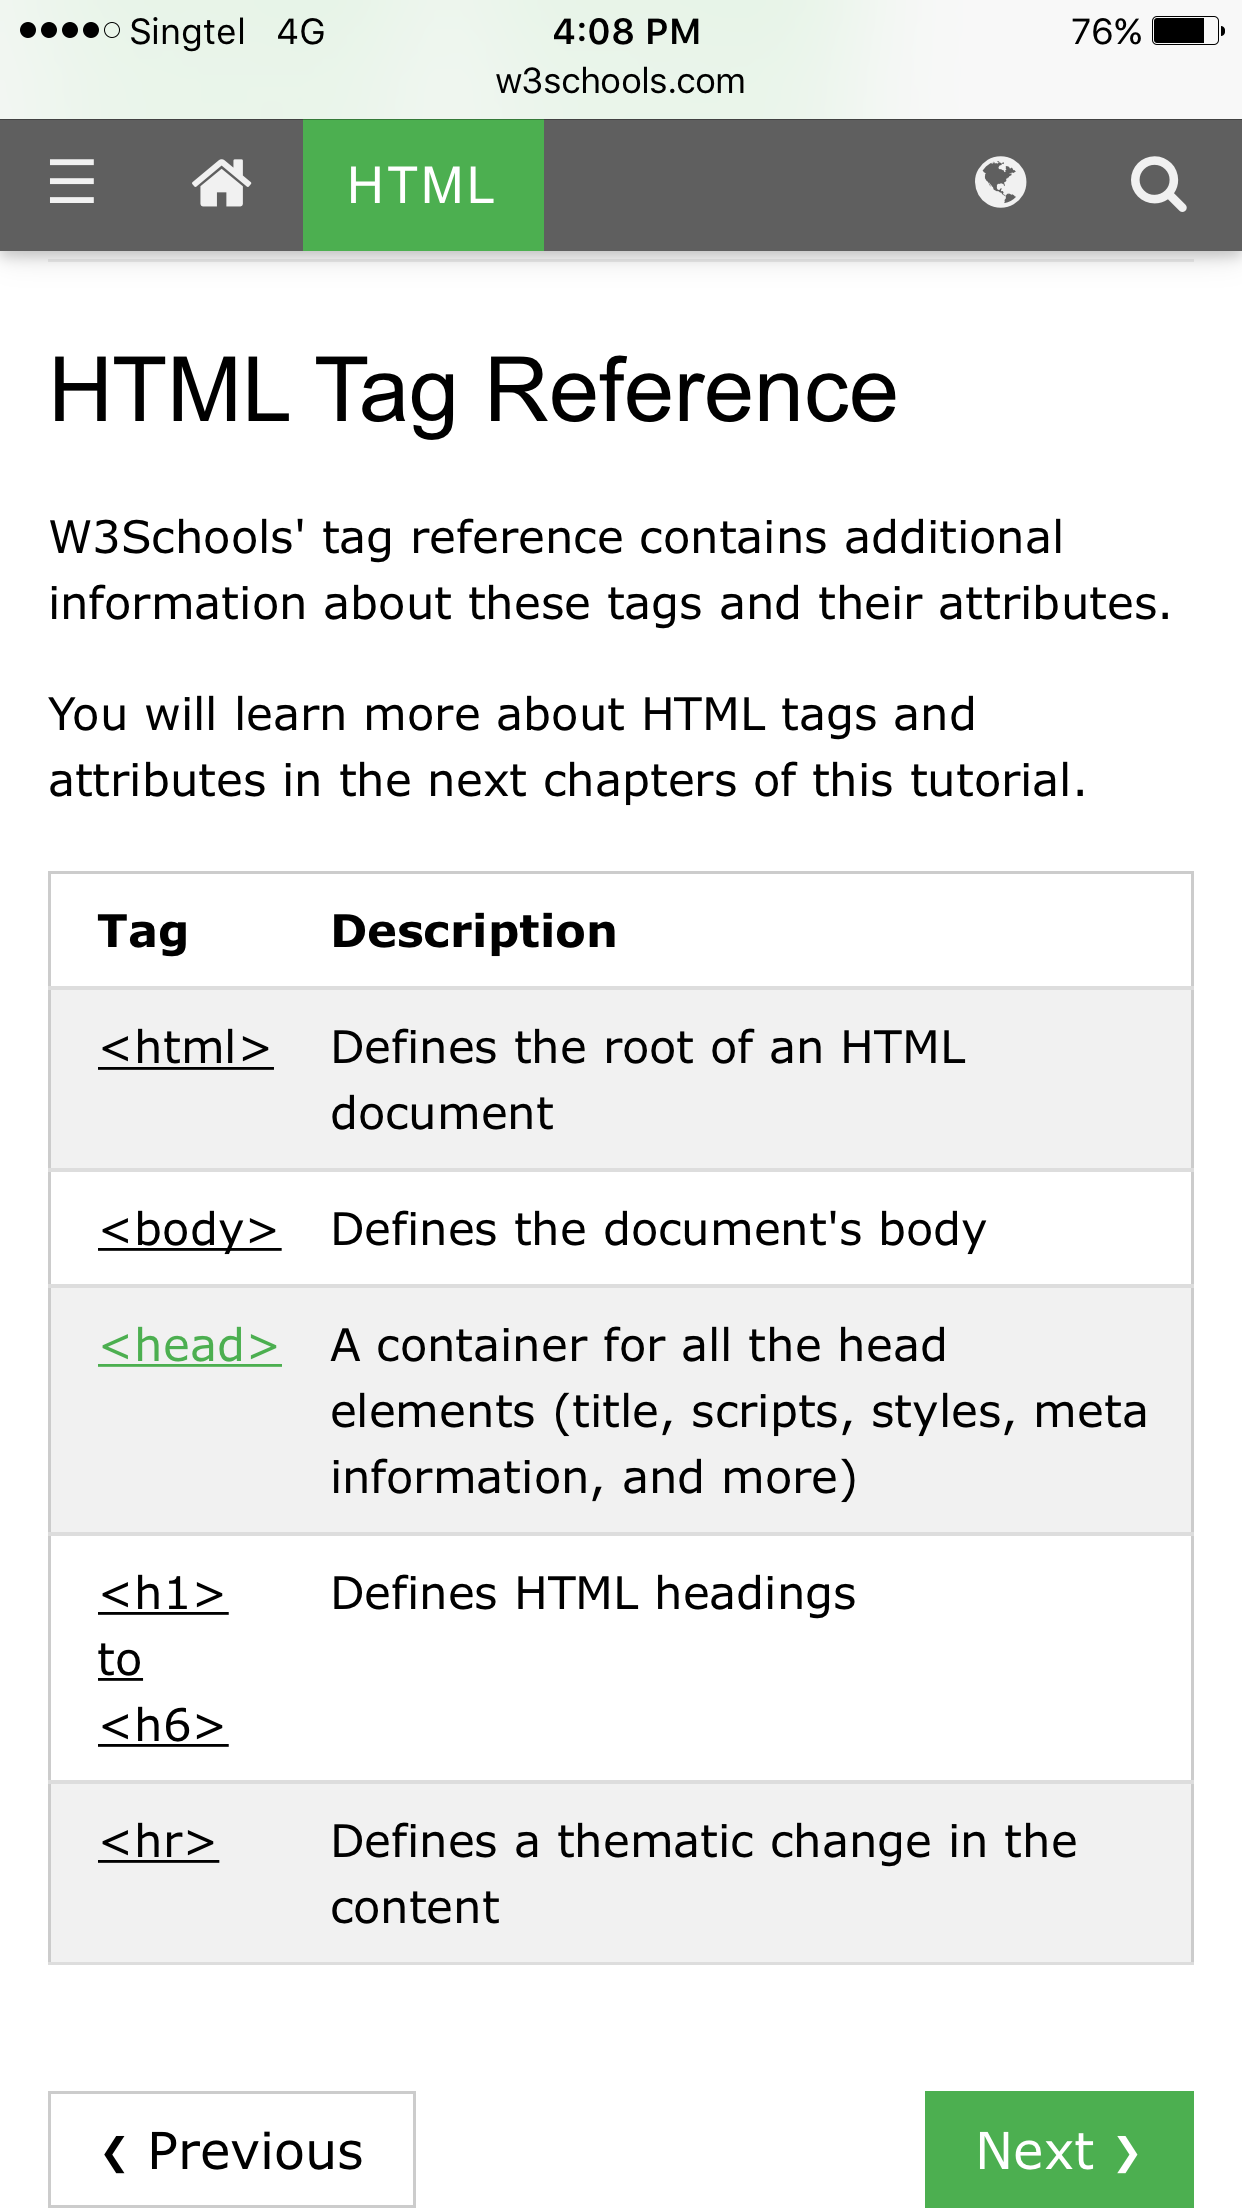 Singtel 4G 4:08 PM 76%
w3schools.com
HTML
HTML Tag Reference
W3Schools' tag reference contains additional
information about these tags and their attributes.
You will learn more about HTML tags and
attributes in the next chapters of this tutorial.
Tag Description
<html> Defines the root of an HTML
document
<body> Defines the document's body
<head> A container for all the head
elements (title, scripts, styles, meta
information, and more)
<h1> Defines HTML headings
to
<h6>
<hr> Defines a thematic change in the
content
❮ Previous
Next ❯